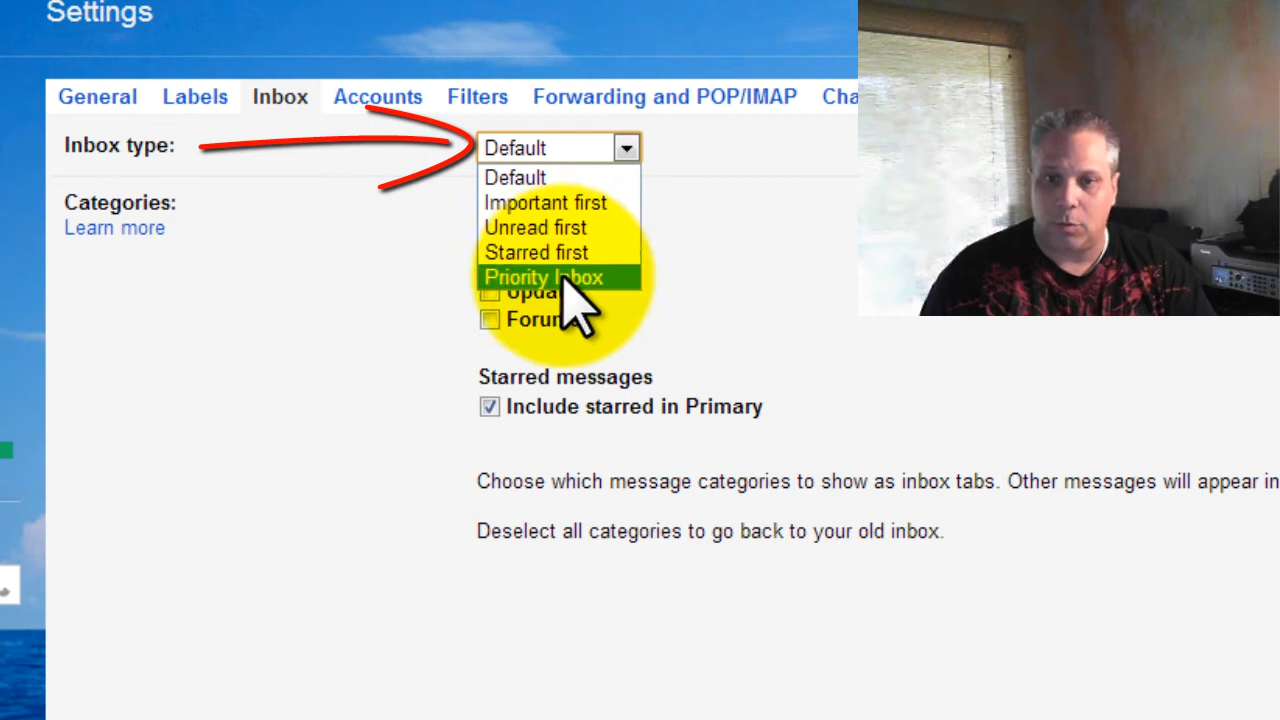 Settings
General Labels Inbox Accounts Filters Forwarding and POP/IMAP
Inbox type:
Default
Default
Important first
Categories:
Learn more
Unread first
Starred first
Priority Inbox
Starred messages
Include starred in Primary
Choose which message categories to show as inbox tabs. Other messages will appear in
Deselect all categories to go back to your old inbox.